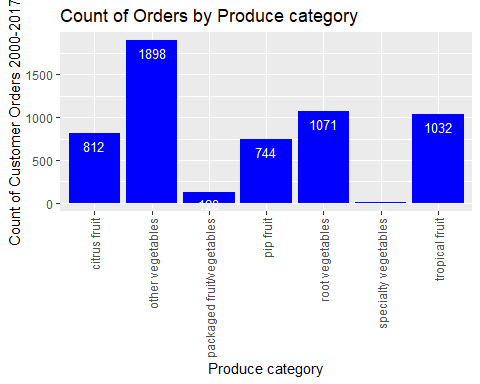 Count of Orders by Produce category
Count of Customer Orders 2000-2017
1500
1000
500
0
812
1898
744
1071
1032
citrus fruit
other vegetables
packaged fruit/vegetables
pip fruit
root vegetables
specialty vegetables
tropical fruit
Produce category